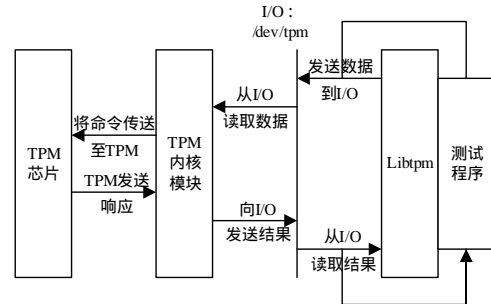 I/O：
/dev/tpm
发送数据
到I/O
从I/O
读取数据
将命令传送
至TPM
TPM
芯片
TPM
内核
模块
Libtpm
测试
程序
TPM发送
响应
向I/O
发送结果
从I/O
读取结果